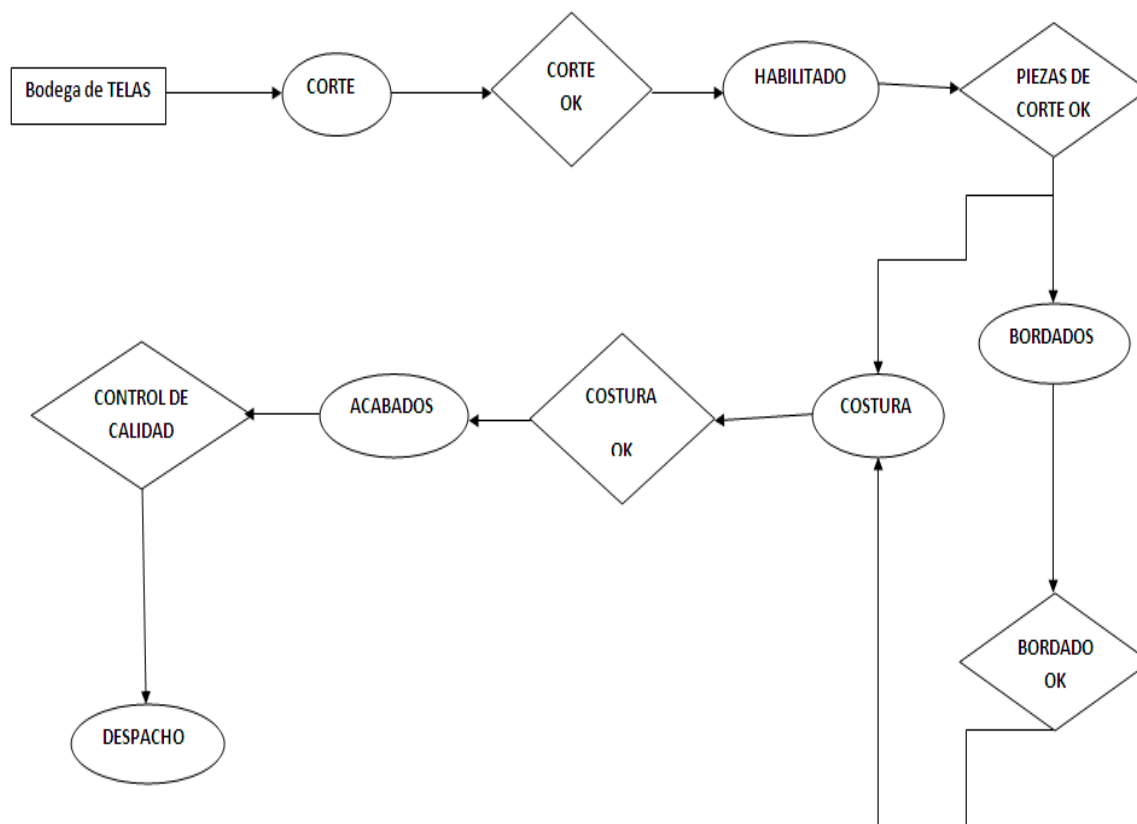 Bodega de TELAS
CORTE
CORTE
OK
HABILITADO
PIEZAS DE
CORTE OK
BORDADOS
BORDADO
OK
COSTURA
COSTURA
OK
ACABADOS
CONTROL DE
CALIDAD
DESPACHO